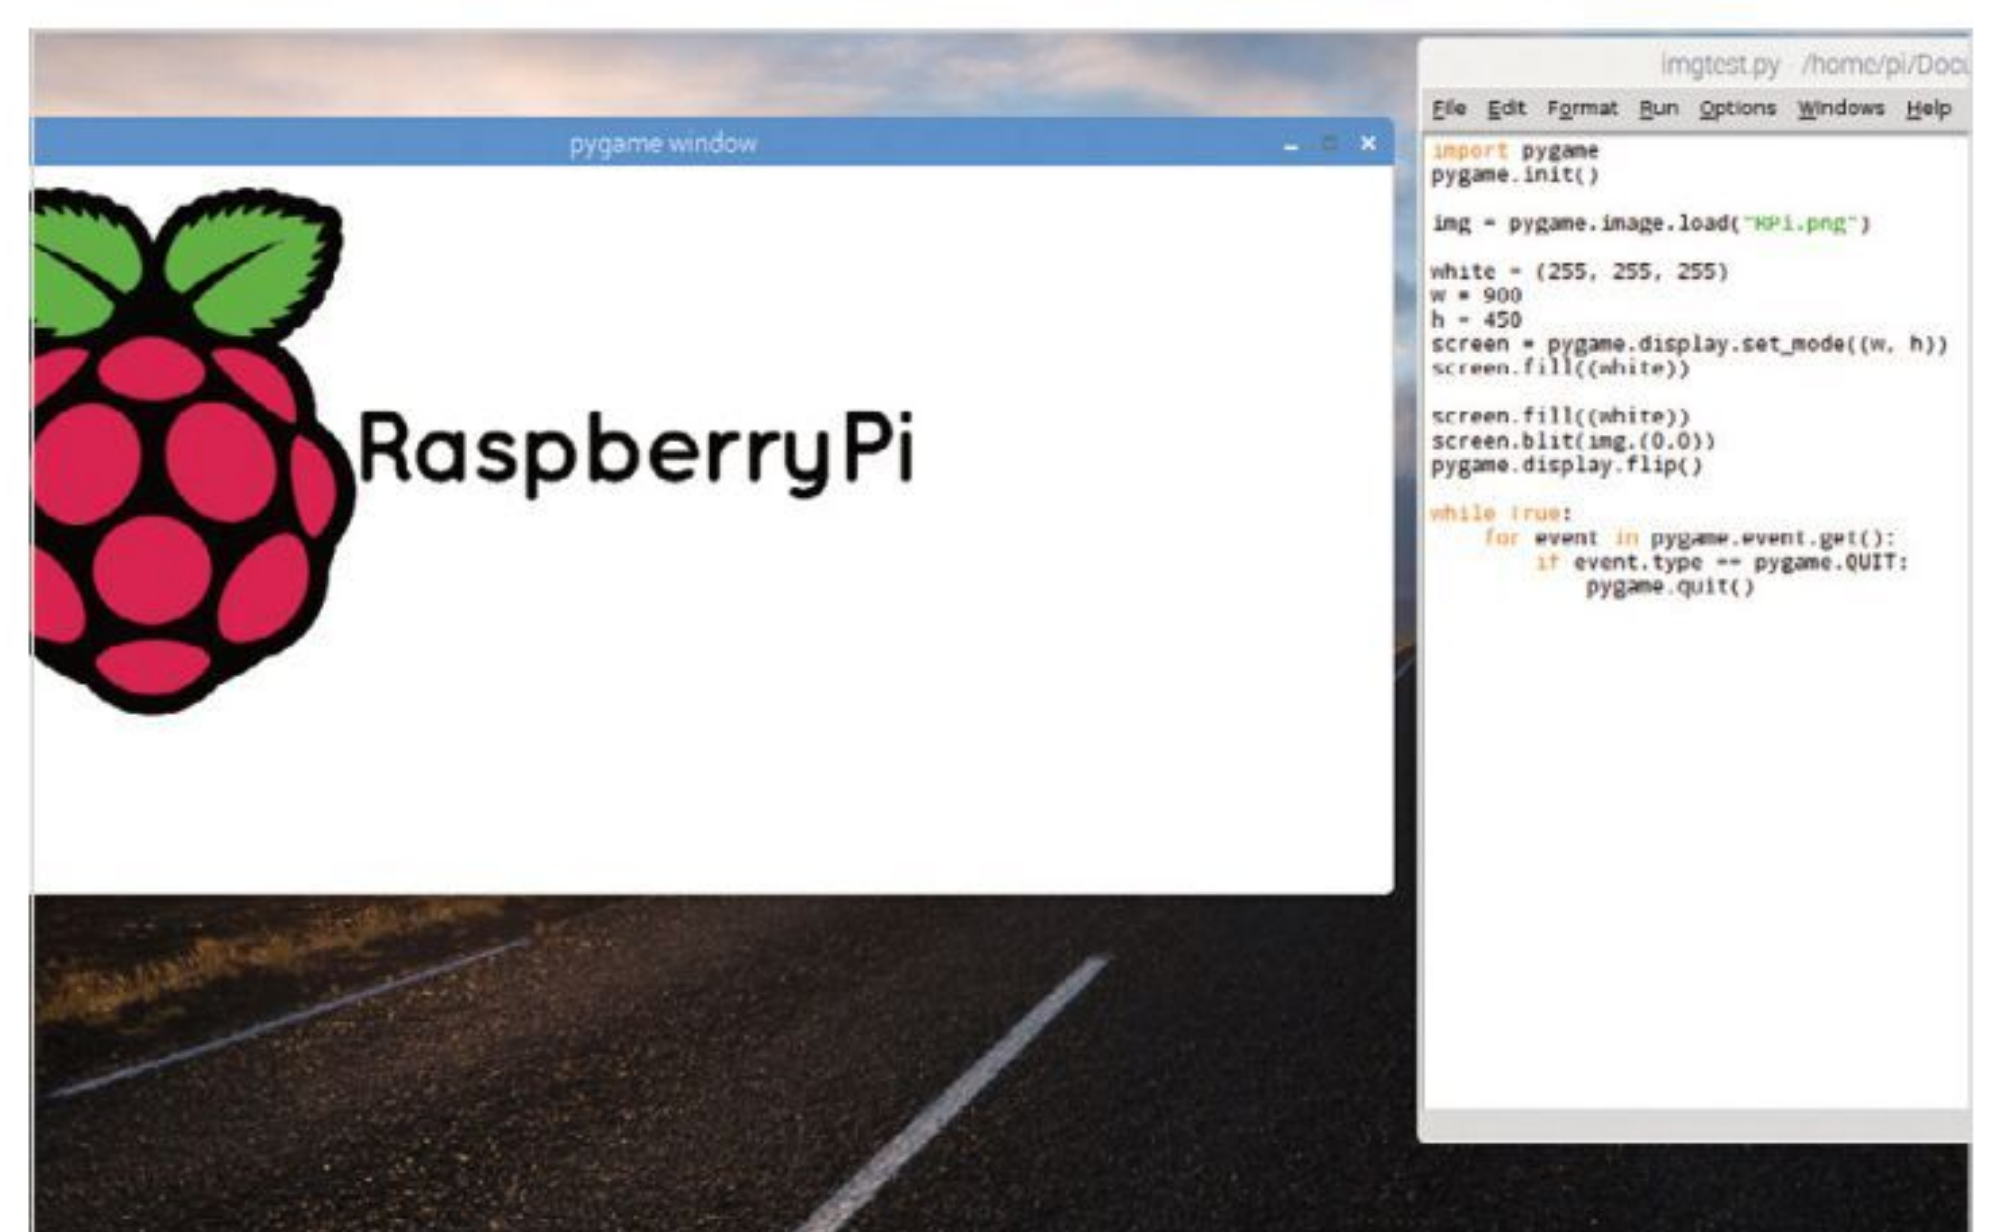 pygame window
RaspberryPi
imgtest.py /home/pi/Docu
File Edit Format Run Options Windows Help
import pygame
pygame.init()
img = pygame.image.load("RPi.png")
white = (255, 255, 255)
w = 900
h = 450
screen = pygame.display.set_mode((w, h))
screen.fill((white))
screen.fill((white))
screen.blit(img,(0,0))
pygame.display.flip()
while True:
    for event in pygame.event.get():
        if event.type == pygame.QUIT:
            pygame.quit()